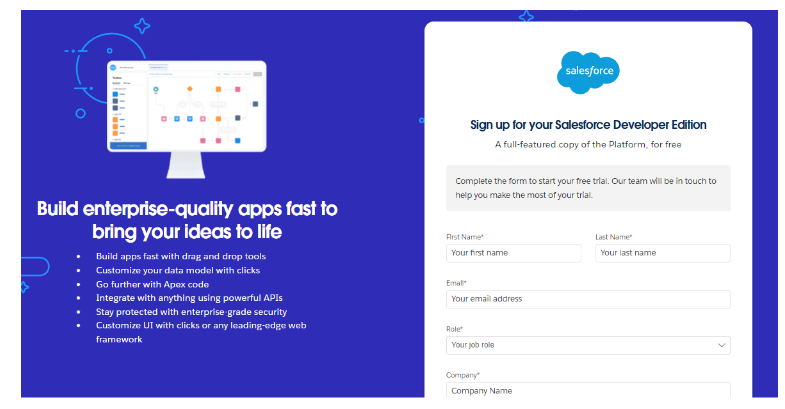 Build enterprise-quality apps fast to
bring your ideas to life
• Build apps fast with drag and drop tools
• Customize your data model with clicks
• Go further with Apex code
• Integrate with anything using powerful APIs
• Stay protected with enterprise-grade security
• Customize UI with clicks or any leading-edge web
framework
salesforce
Sign up for your Salesforce Developer Edition
A full-featured copy of the Platform, for free
Complete the form to start your free trial. Our team will be in touch to
help you make the most of your trial.
First Name* Last Name*
Your first name Your last name
Email*
Your email address
Role*
Your job role
Company*
Company Name